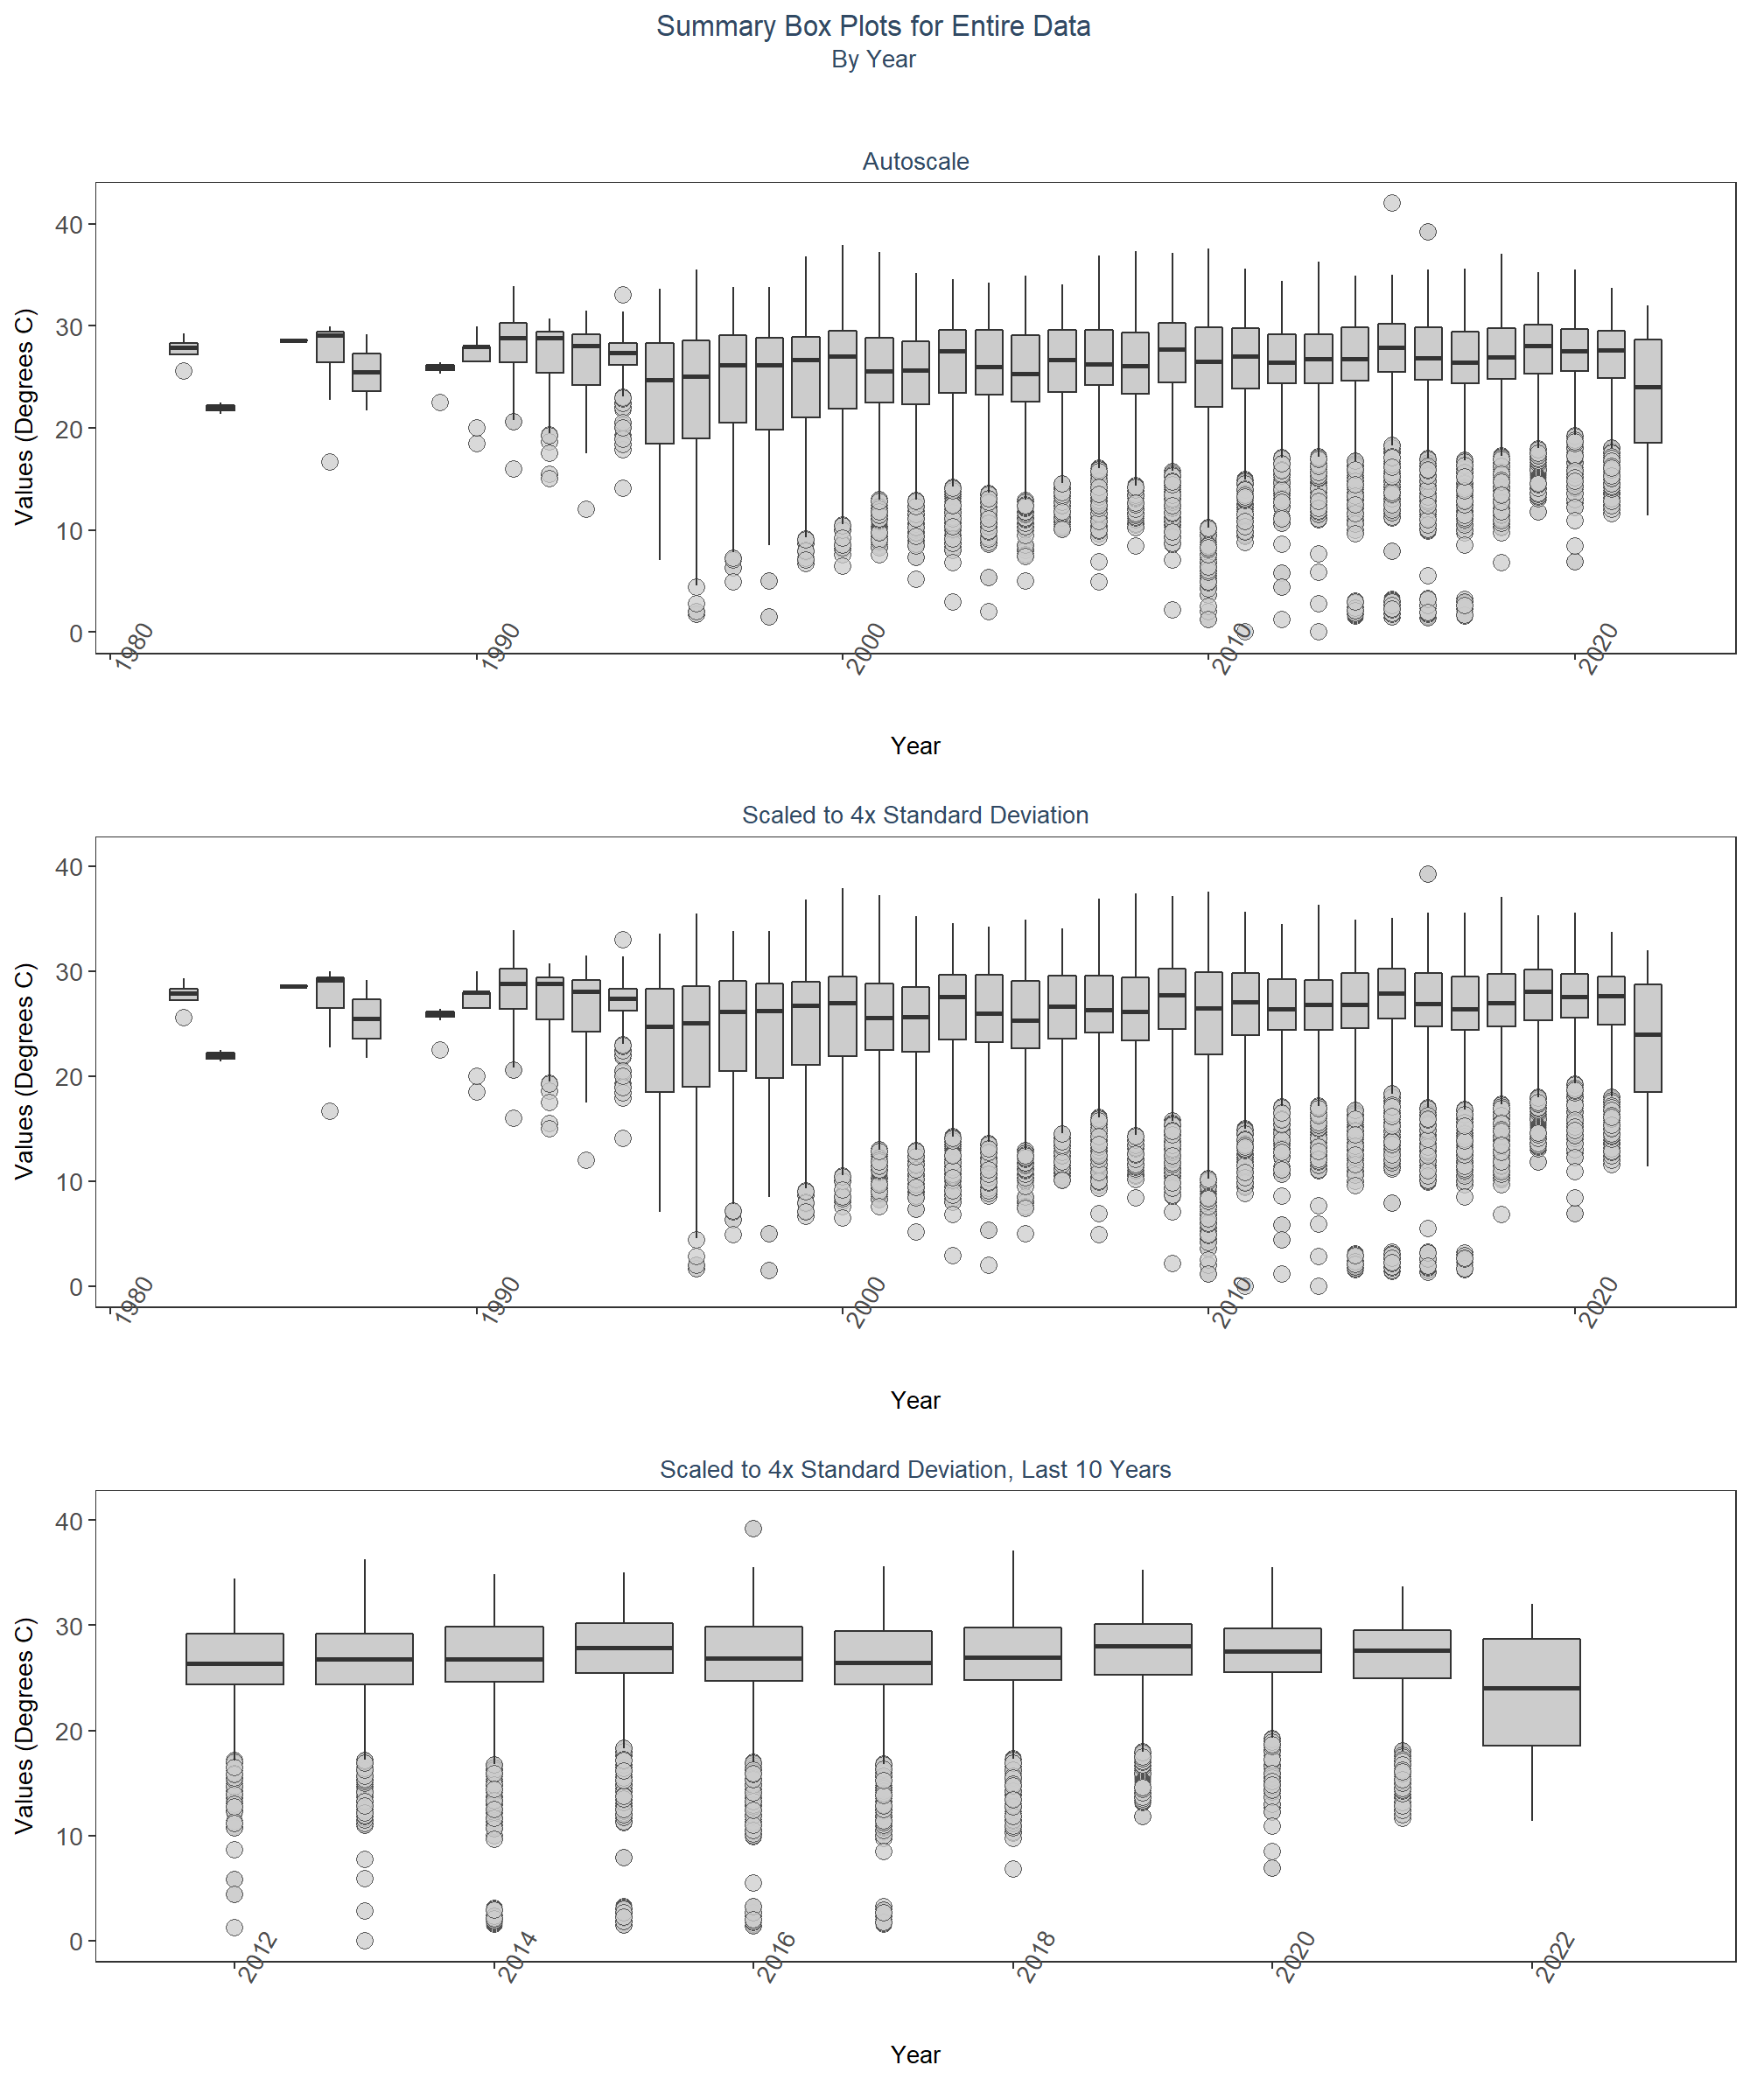 Summary Box Plots for Entire Data
By Year
Autoscale
Values (Degrees C)
40
30
20
10
0
1980
1990
2000
2010
2020
Year
Scaled to 4x Standard Deviation
Values (Degrees C)
40
30
20
10
0
1980
1990
2000
2010
2020
Year
Scaled to 4x Standard Deviation, Last 10 Years
Values (Degrees C)
40
30
20
10
0
2012
2014
2016
2018
2020
2022
Year